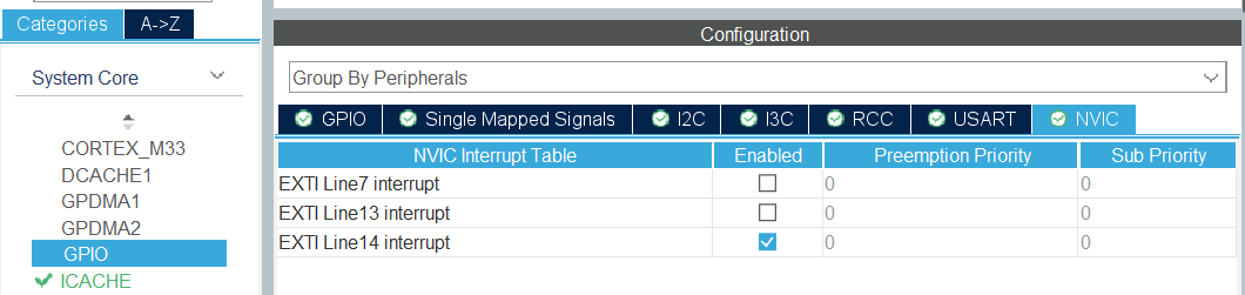 Categories A->Z
System Core
CORTEX_M33
DCACHE1
GPDMA1
GPDMA2
GPIO
ICACHE
Configuration
Group By Peripherals
GPIO Single Mapped Signals I2C I3C RCC USART NVIC
NVIC Interrupt Table Enabled Preemption Priority Sub Priority
EXTI Line7 interrupt 0 0
EXTI Line13 interrupt 0 0
EXTI Line14 interrupt 0 0